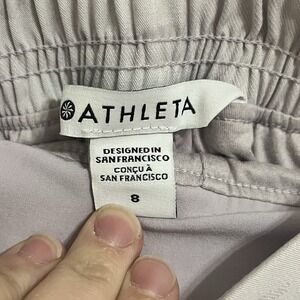 ATHLETA
DESIGNED IN
SAN FRANCISCO
CONÇU À
SAN FRANCISCO
8